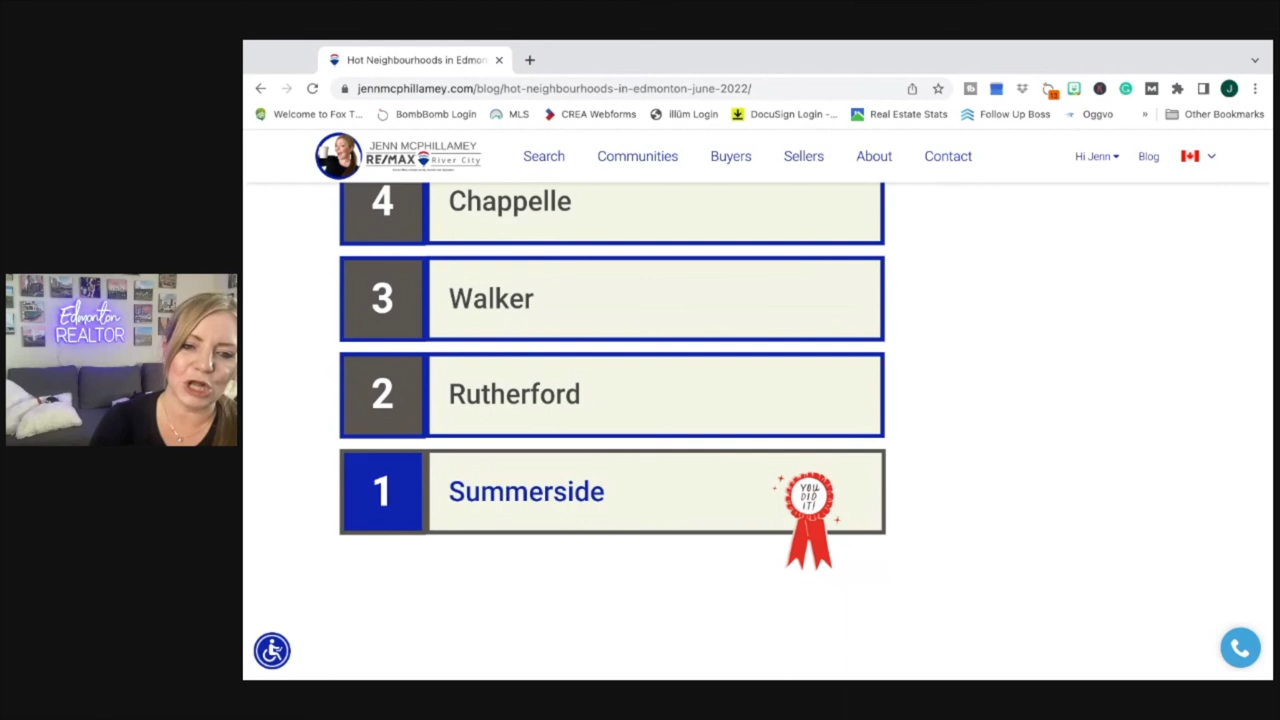 Hot Neighbourhoods in Edmon
jennmcphillamey.com/blog/hot-neighbourhoods-in-edmonton-june-2022/
Welcome to Fox T...
BombBomb Login
MLS
CREA Webforms
illüm Login
DocuSign Login -...
Real Estate Stats
Follow Up Boss
Oggvo
»
Other Bookmarks
JENN MCPHILLAMEY
RE/MAX River City
Search
Communities
Buyers
Sellers
About
Contact
Hi Jenn
Blog
4 Chappelle
3 Walker
2 Rutherford
1 Summerside
YOU
DID
IT!
Edmonton
REALTOR